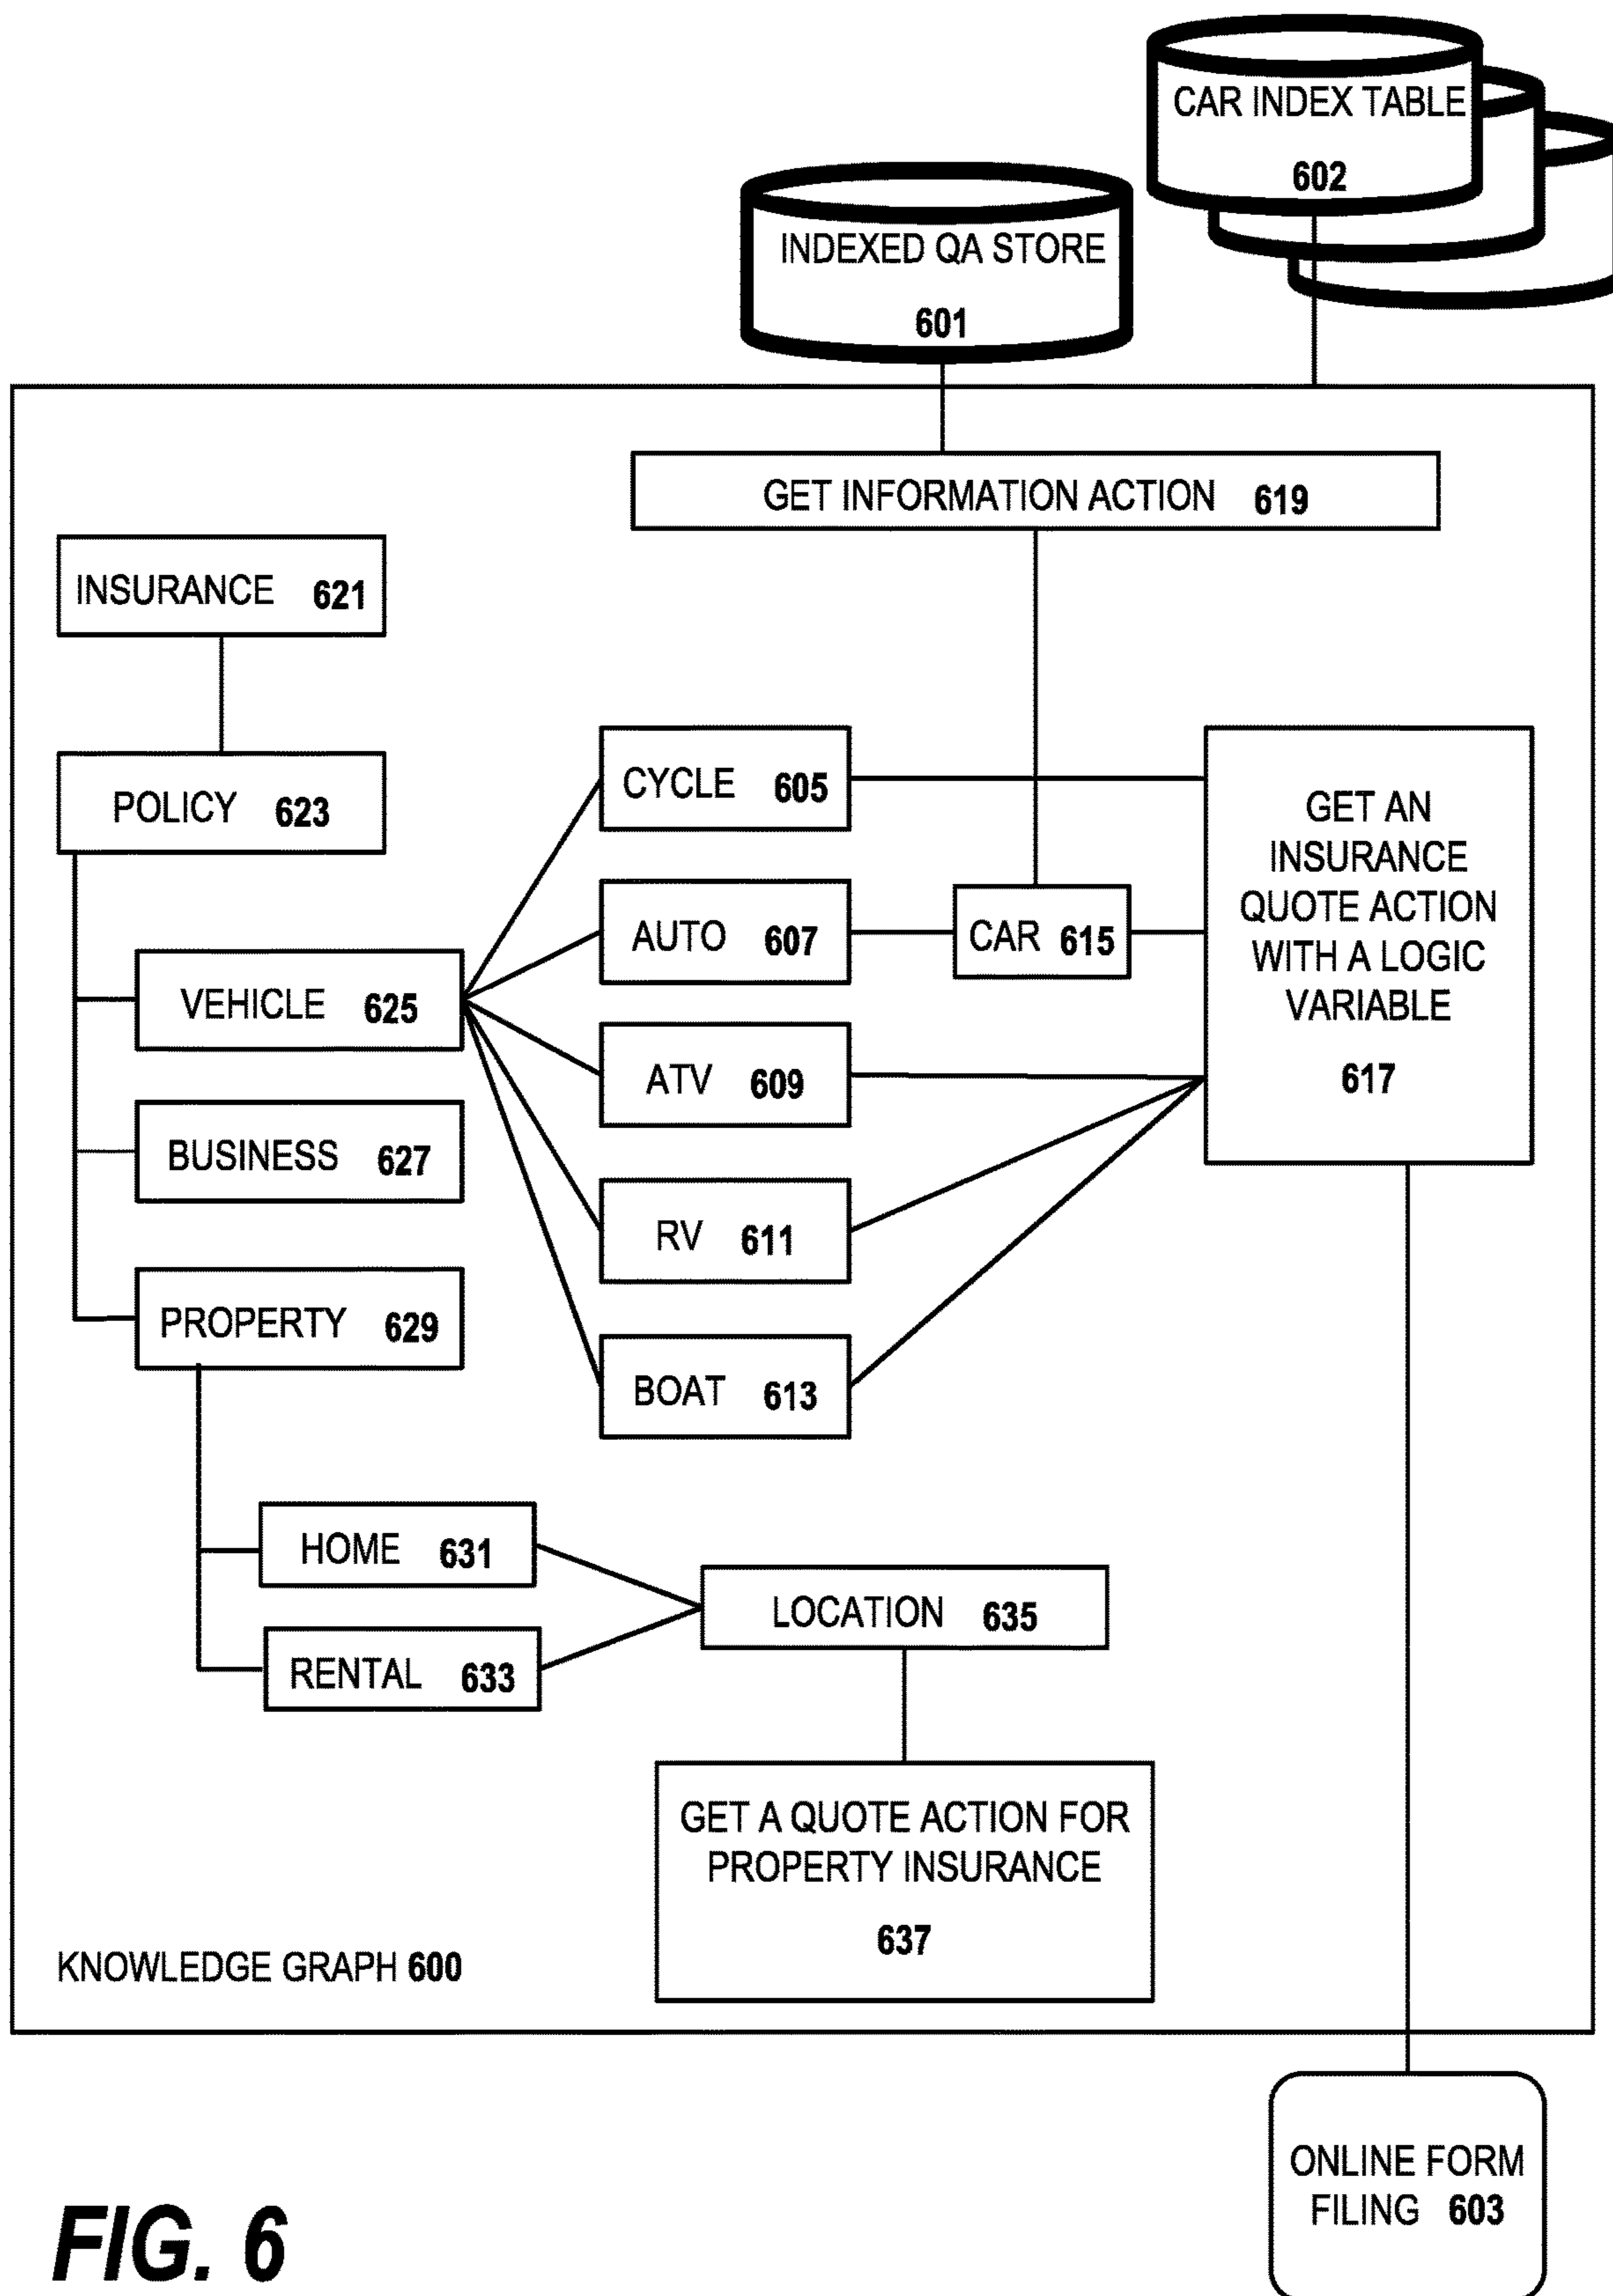 CAR INDEX TABLE
602
INDEXED QA STORE
601
GET INFORMATION ACTION 619
INSURANCE 621
POLICY 623
VEHICLE 625
BUSINESS 627
PROPERTY 629
CYCLE 605
AUTO 607
CAR 615
ATV 609
RV 611
BOAT 613
GET AN
INSURANCE
QUOTE ACTION
WITH A LOGIC
VARIABLE
617
HOME 631
RENTAL 633
LOCATION 635
GET A QUOTE ACTION FOR
PROPERTY INSURANCE
637
KNOWLEDGE GRAPH 600
ONLINE FORM
FILING 603
FIG. 6